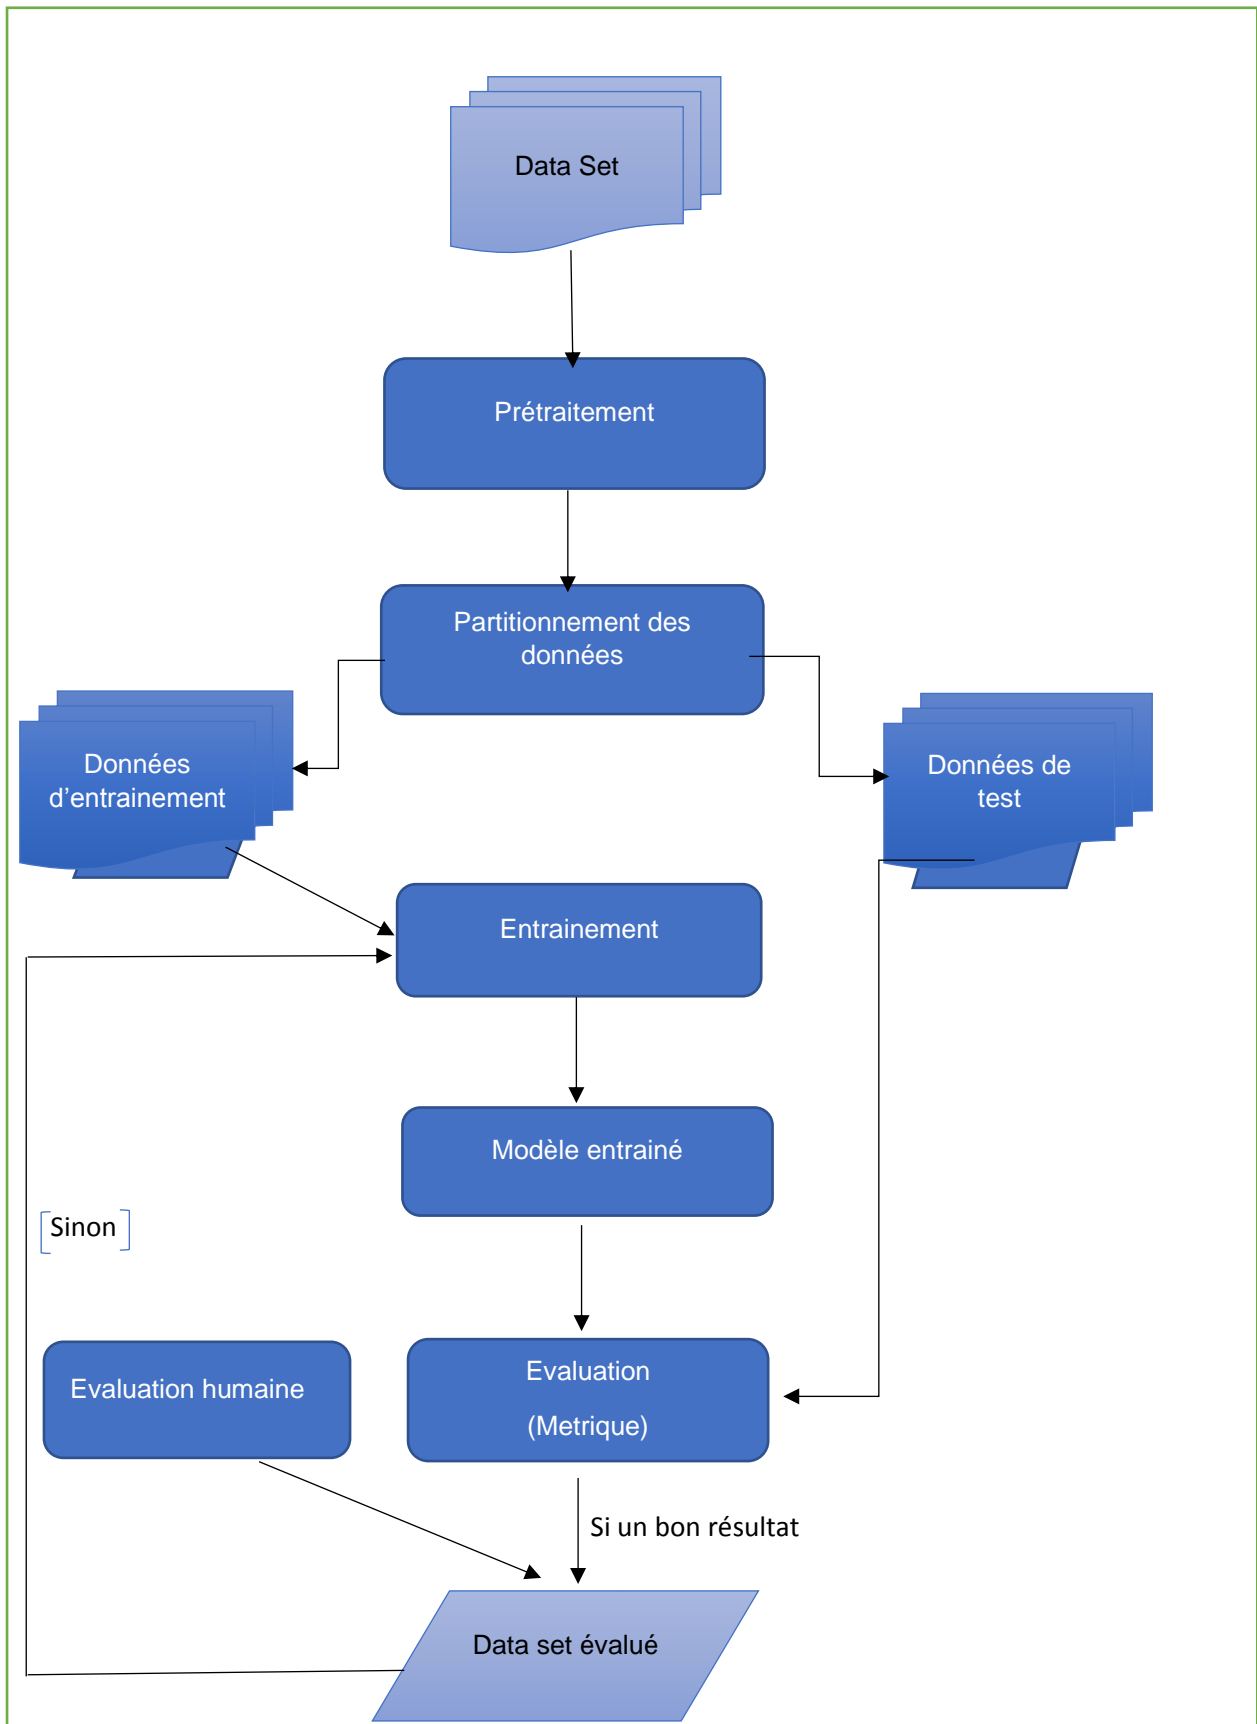 Data Set
Prétraitement
Partitionnement des
données
Données
d’entrainement
Données de
test
Entrainement
Modèle entrainé
Sinon
Evaluation humaine
Evaluation
(Metrique)
Si un bon résultat
Data set évalué